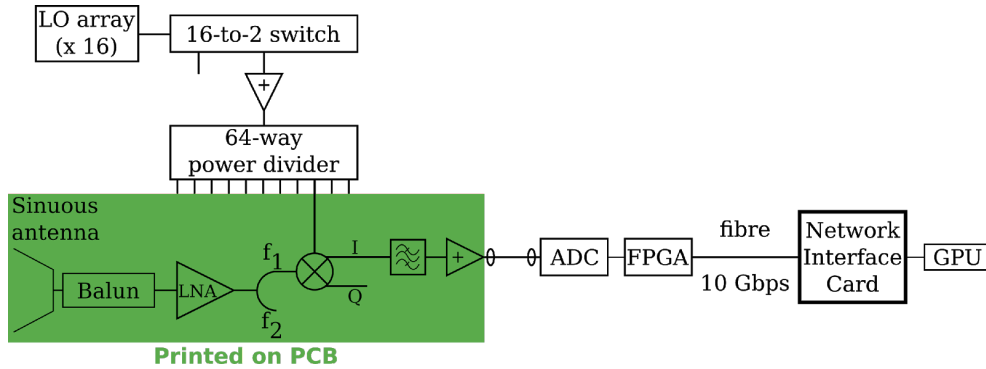 LO array
(x 16)
16-to-2 switch
+
64-way
power divider
Sinuous
antenna
Balun
LNA
f1
f2
I
Q
+
ADC
FPGA
fibre
10 Gbps
Network
Interface
Card
GPU
Printed on PCB